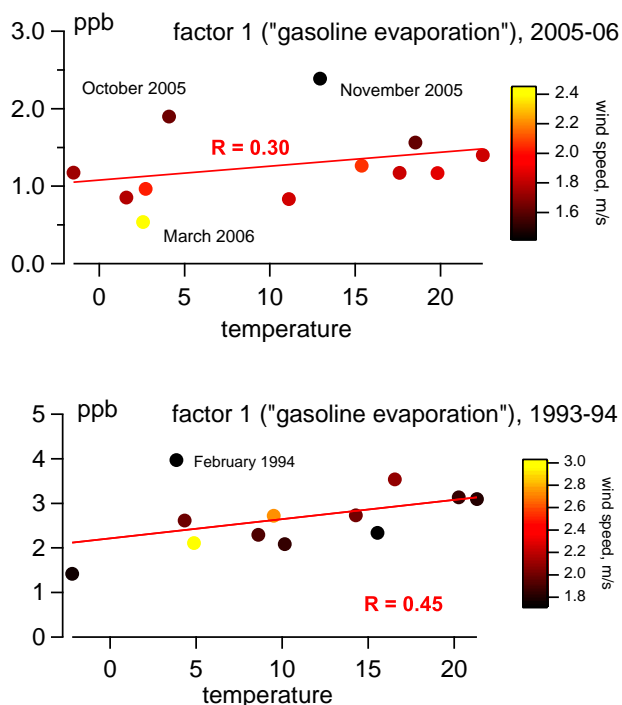 ppb
factor 1 ("gasoline evaporation"), 2005-06
3.0
2.0
1.0
0.0
October 2005
November 2005
R = 0.30
March 2006
0 5 10 15 20
temperature
2.4
2.2
2.0
1.8
1.6
wind speed, m/s
ppb
factor 1 ("gasoline evaporation"), 1993-94
5
4
3
2
1
0
February 1994
R = 0.45
0 5 10 15 20
temperature
3.0
2.8
2.6
2.4
2.2
2.0
1.8
wind speed, m/s